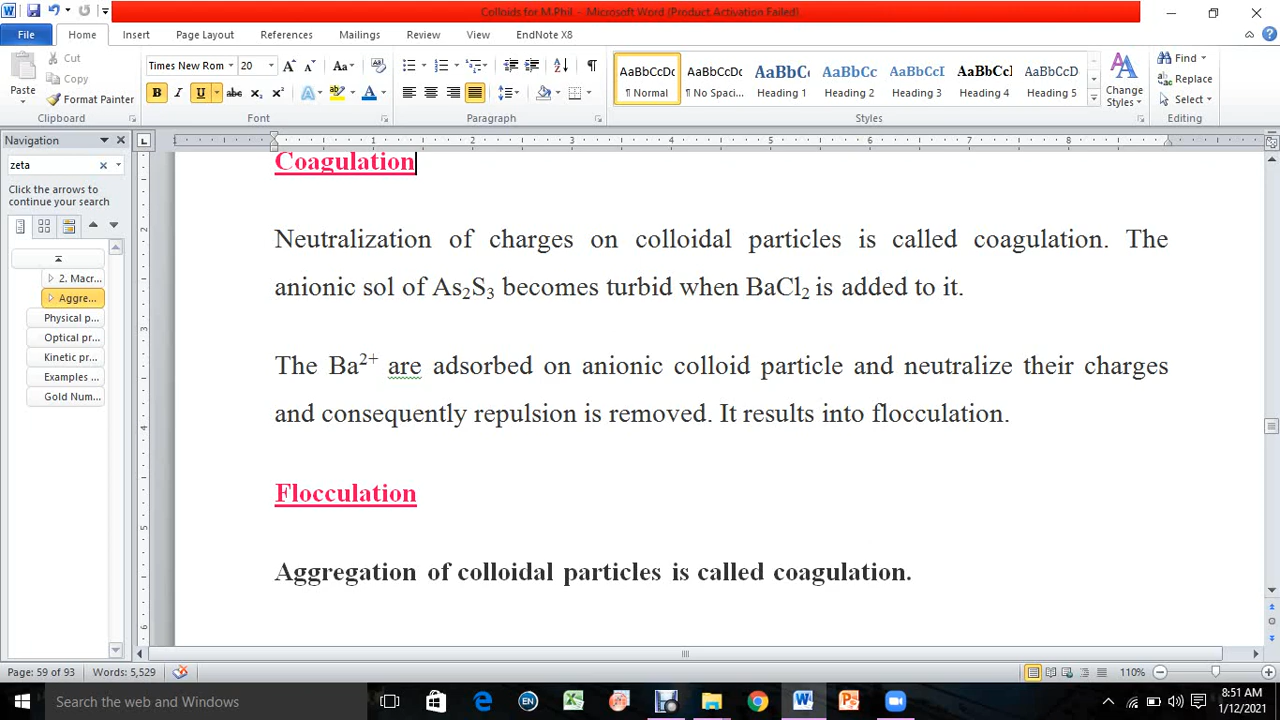 Colloids for M.Phil. - Microsoft Word (Product Activation Failed)
File Home Insert Page Layout References Mailings Review View EndNote X8
Paste
Cut
Copy
Format Painter
Clipboard
Times New Rom 20
Font
Paragraph
AaBbCcDc AaBbCcDc AaBbC AaBbCc AaBbCcI AaBbCcI AaBbCcDc
¶ Normal ¶ No Spaci... Heading 1 Heading 2 Heading 3 Heading 4 Heading 5
Change Styles
Styles
Find
Replace
Select
Editing
Navigation
zeta
Click the arrows to
continue your search
2. Macr...
Aggre...
Physical p...
Optical pr...
Kinetic pr...
Examples ...
Gold Num...
Coagulation
Neutralization of charges on colloidal particles is called coagulation. The
anionic sol of As₂S₃ becomes turbid when BaCl₂ is added to it.
The Ba²⁺ are adsorbed on anionic colloid particle and neutralize their charges
and consequently repulsion is removed. It results into flocculation.
Flocculation
Aggregation of colloidal particles is called coagulation.
Page: 59 of 93 Words: 5,529 110%
Search the web and Windows
8:51 AM
1/12/2021